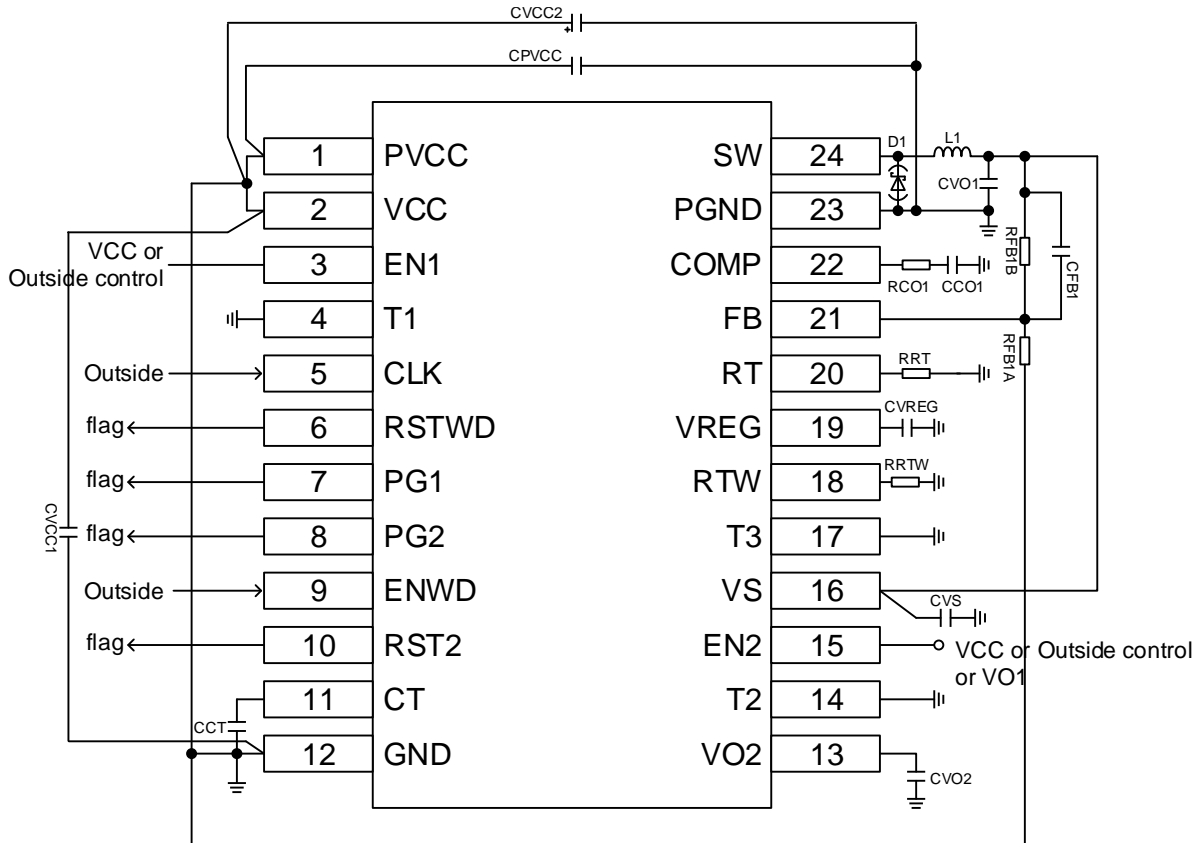 CVCC2
+
CPVCC
1 PVCC
2 VCC
VCC or
Outside control
3 EN1
4 T1
Outside
5 CLK
flag
6 RSTWD
flag
7 PG1
CVCC1
flag
8 PG2
Outside
9 ENWD
flag
10 RST2
11 CT
CCT
12 GND
SW 24
D1
L1
PGND 23
CVO1
COMP 22
RCO1
CCO1
RFB1B
CFB1
FB 21
RFB1A
RT 20
RRT
VREG 19
CVREG
RTW 18
RRTW
T3 17
VS 16
CVS
EN2 15
VCC or Outside control
or VO1
T2 14
VO2 13
CVO2